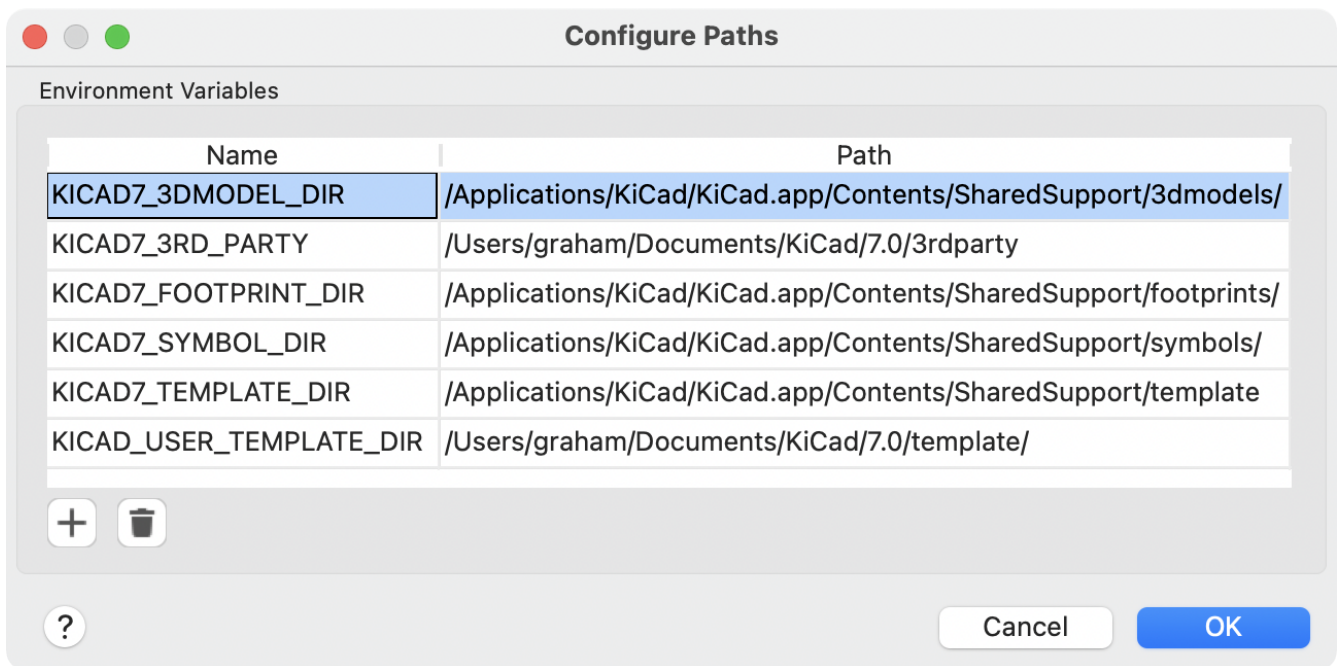 Configure Paths
Environment Variables
Name Path
KICAD7_3DMODEL_DIR /Applications/KiCad/KiCad.app/Contents/SharedSupport/3dmodels/
KICAD7_3RD_PARTY /Users/graham/Documents/KiCad/7.0/3rdparty
KICAD7_FOOTPRINT_DIR /Applications/KiCad/KiCad.app/Contents/SharedSupport/footprints/
KICAD7_SYMBOL_DIR /Applications/KiCad/KiCad.app/Contents/SharedSupport/symbols/
KICAD7_TEMPLATE_DIR /Applications/KiCad/KiCad.app/Contents/SharedSupport/template
KICAD_USER_TEMPLATE_DIR /Users/graham/Documents/KiCad/7.0/template/
? Cancel OK